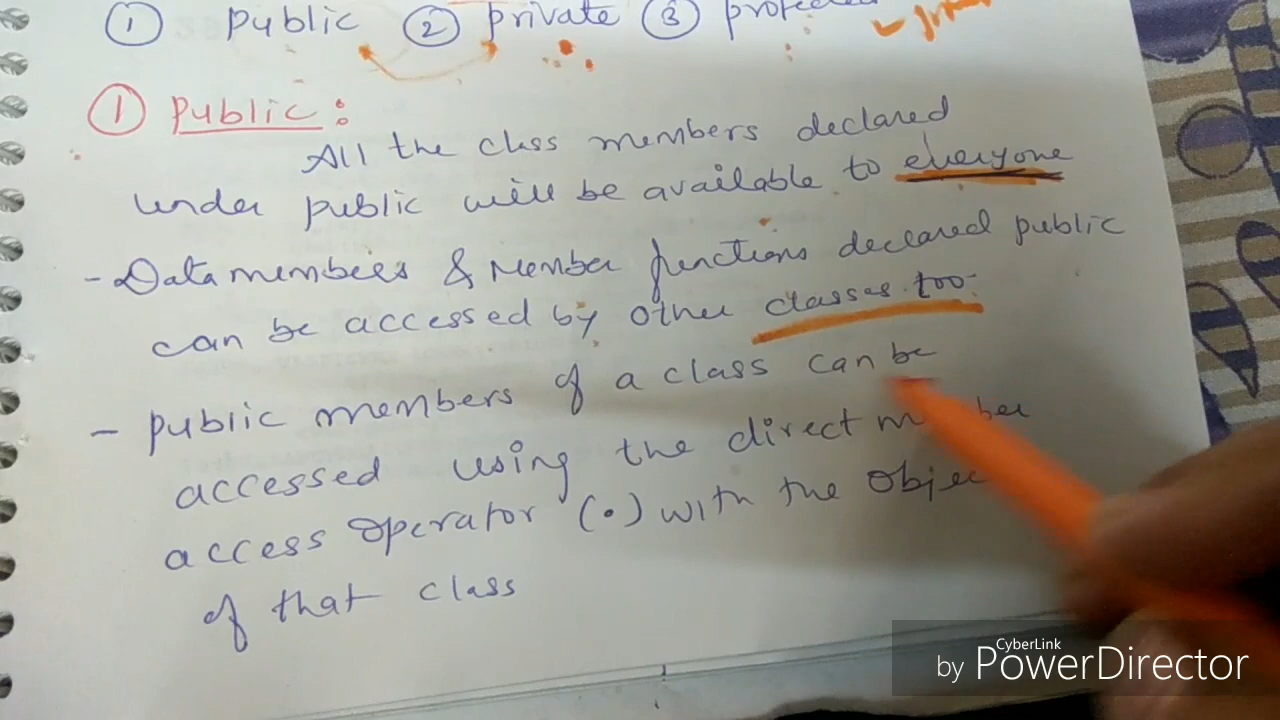 ① public ② private ③ protected
① Public :
All the class members declared
under public will be available to everyone
- Data members & Member functions declared public
can be accessed by other classes too.
- public members of a class can be
accessed using the direct
access operator (.) with the
of that class
CyberLink
by PowerDirector